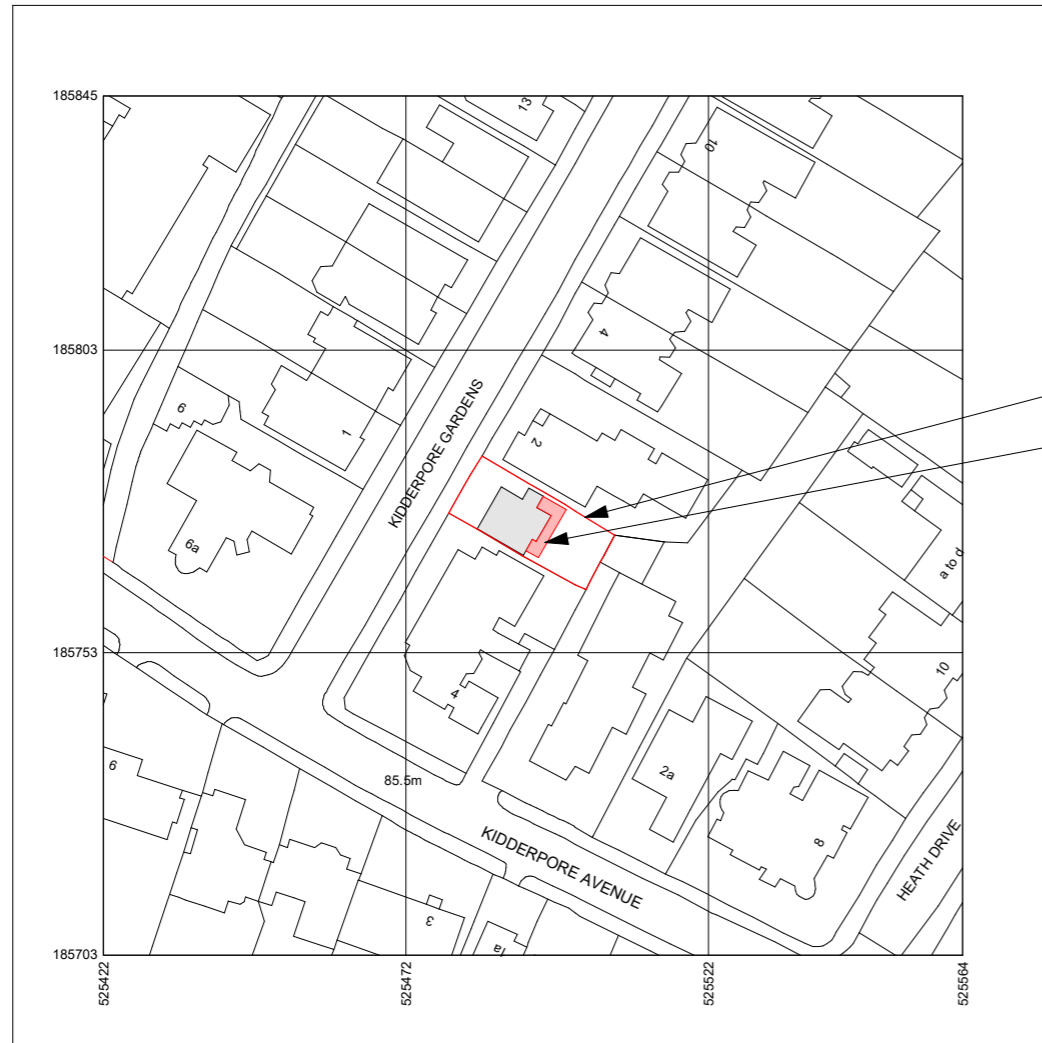 185845
13
10
4
185803
KIDDERPORE GARDENS
6
1
2
6a
a to d
185753
4
10
6
85.5m
2a
8
KIDDERPORE AVENUE
HEATH DRIVE
3
1a
185703
525422
525472
525522
525564